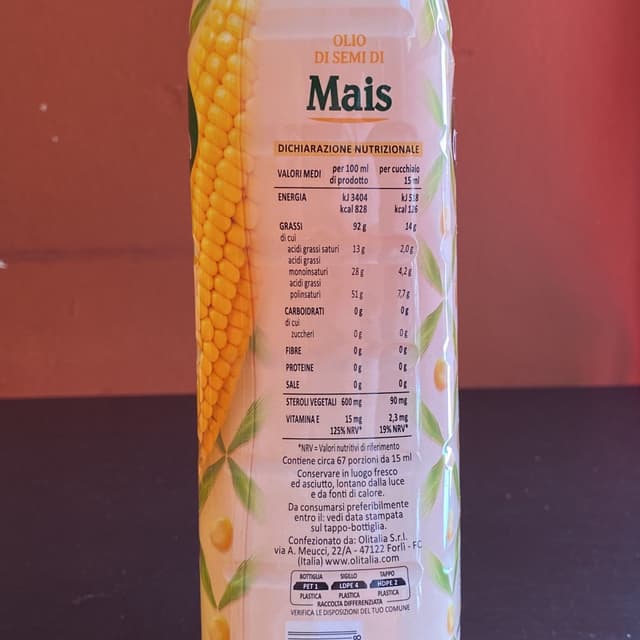 OLIO
DI SEMI DI
Mais
DICHIARAZIONE NUTRIZIONALE
VALORI MEDI per 100 ml di prodotto per cucchiaio 15 ml
ENERGIA kJ 3404 kJ 518
kcal 828 kcal 126
GRASSI 92 g 14 g
di cui
acidi grassi saturi 13 g 2,0 g
acidi grassi
monoinsaturi 28 g 4,2 g
acidi grassi
polinsaturi 51 g 7,7 g
CARBOIDRATI 0 g 0 g
di cui
zuccheri 0 g 0 g
FIBRE 0 g 0 g
PROTEINE 0 g 0 g
SALE 0 g 0 g
STEROLI VEGETALI 600 mg 90 mg
VITAMINA E 15 mg 2,3 mg
125% NRV* 19% NRV*
*NRV = Valori nutritivi di riferimento
Contiene circa 67 porzioni da 15 ml
Conservare in luogo fresco
ed asciutto, lontano dalla luce
e da fonti di calore.
Da consumarsi preferibilmente
entro il: vedi data stampata
sul tappo-bottiglia.
Confezionato da: Olitalia S.r.l.
via A. Meucci, 22/A - 47122 Forlì - FC
(Italia) www.olitalia.com
BOTTIGLIA SIGILLO TAPPO
PET 1 LDPE 4 HDPE 2
PLASTICA PLASTICA PLASTICA
RACCOLTA DIFFERENZIATA
VERIFICA LE DISPOSIZIONI DEL TUO COMUNE
8